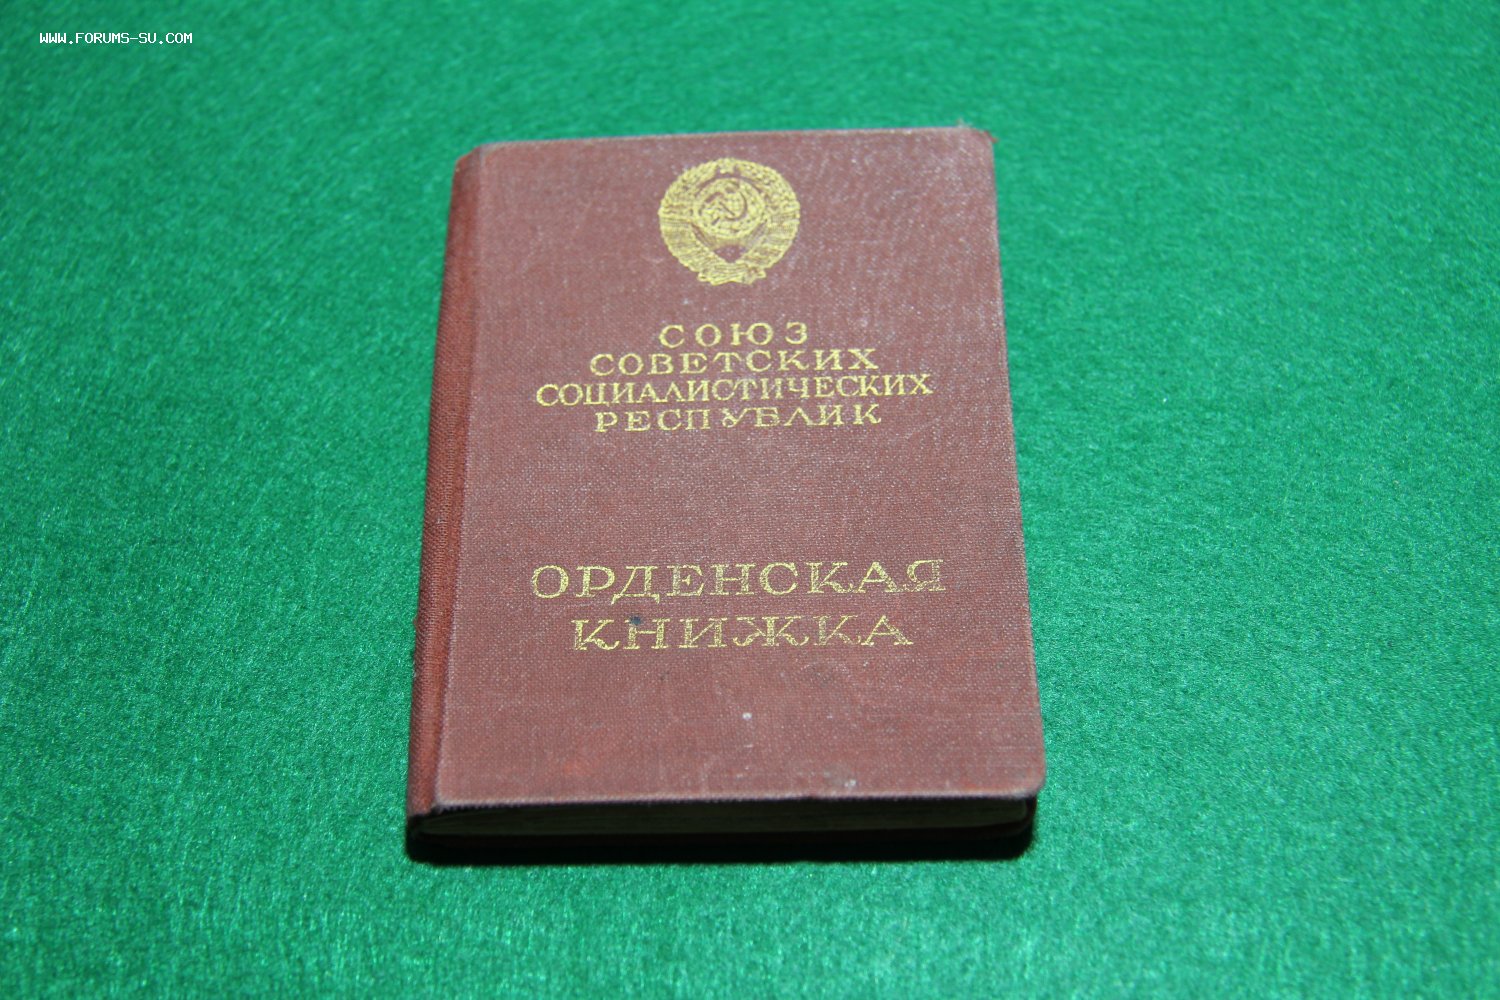 WWW.FORUMS-SU.COM
СОЮЗ
СОВЕТСКИХ
СОЦИАЛИСТИЧЕСКИХ
РЕСПУБЛИК
ОРДЕНСКАЯ
КНИЖКА